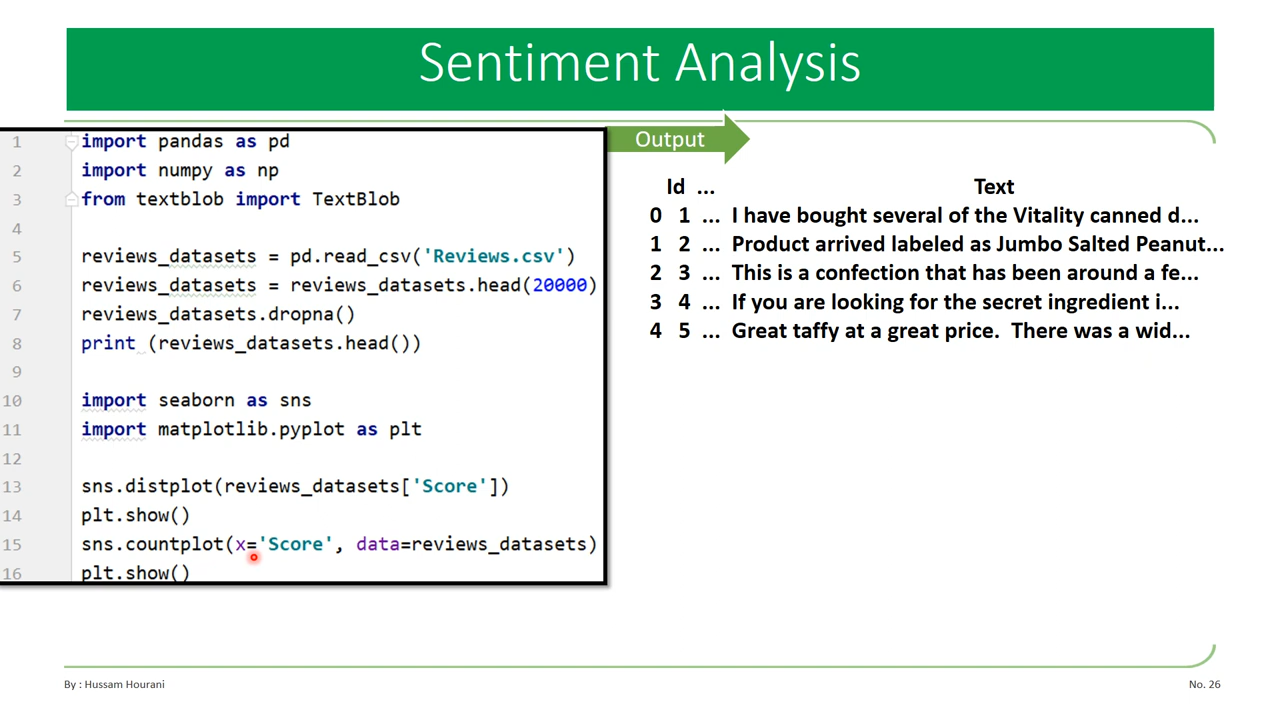 Sentiment Analysis
1 import pandas as pd
2 import numpy as np
3 from textblob import TextBlob
4
5 reviews_datasets = pd.read_csv('Reviews.csv')
6 reviews_datasets = reviews_datasets.head(20000)
7 reviews_datasets.dropna()
8 print (reviews_datasets.head())
9
10 import seaborn as sns
11 import matplotlib.pyplot as plt
12
13 sns.distplot(reviews_datasets['Score'])
14 plt.show()
15 sns.countplot(x='Score', data=reviews_datasets)
16 plt.show()
Output
Id ... Text
0 1 ... I have bought several of the Vitality canned d...
1 2 ... Product arrived labeled as Jumbo Salted Peanut...
2 3 ... This is a confection that has been around a fe...
3 4 ... If you are looking for the secret ingredient i...
4 5 ... Great taffy at a great price.  There was a wid...
By : Hussam Hourani
No. 26